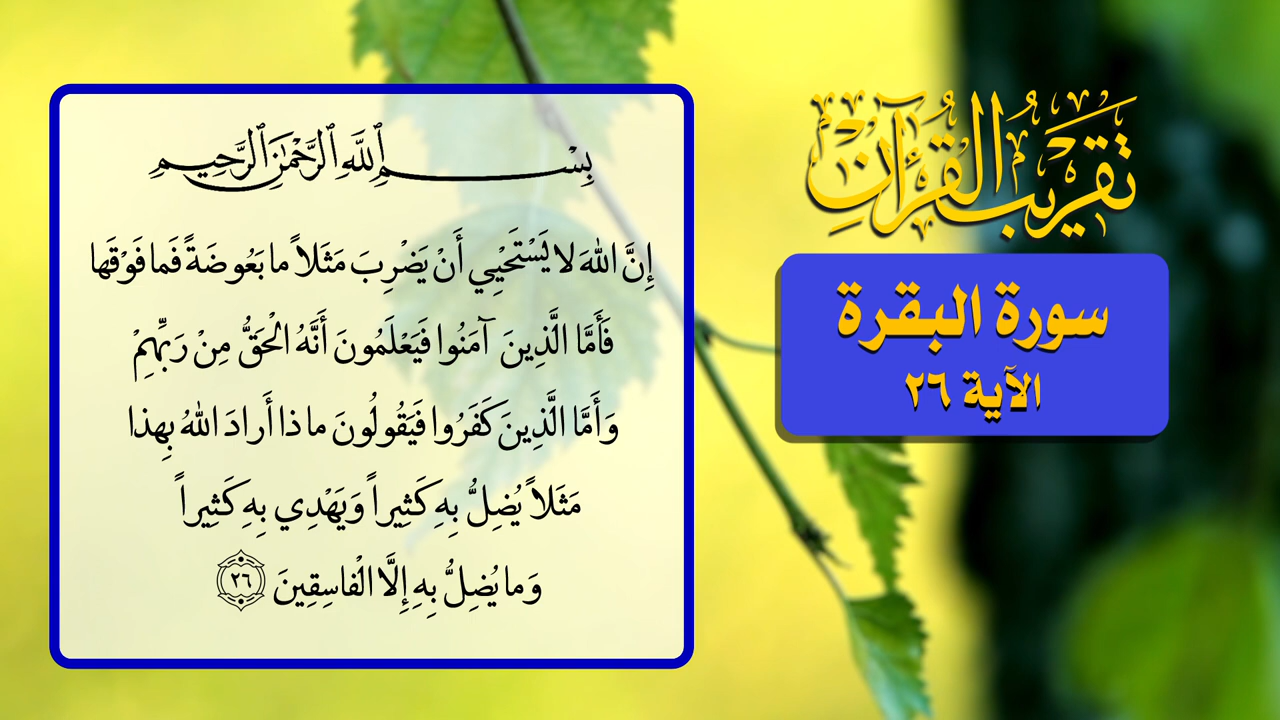 تقريب القرآن
سورة البقرة
الآية ٢٦
بِسْمِ ٱللَّهِ ٱلرَّحْمَٰنِ ٱلرَّحِيمِ
إِنَّ اللهَ لا يَسْتَحْيِي أَنْ يَضْرِبَ مَثَلاً ما بَعُوضَةً فَما فَوْقَها
فَأَمَّا الَّذِينَ آمَنُوا فَيَعْلَمُونَ أَنَّهُ الْحَقُّ مِنْ رَبِّهِمْ
وَأَمَّا الَّذِينَ كَفَرُوا فَيَقُولُونَ ماذا أَرادَ اللهُ بِهذا
مَثَلاً يُضِلُّ بِهِ كَثِيراً وَيَهْدِي بِهِ كَثِيراً
وَما يُضِلُّ بِهِ إِلَّا الْفاسِقِينَ ٢٦